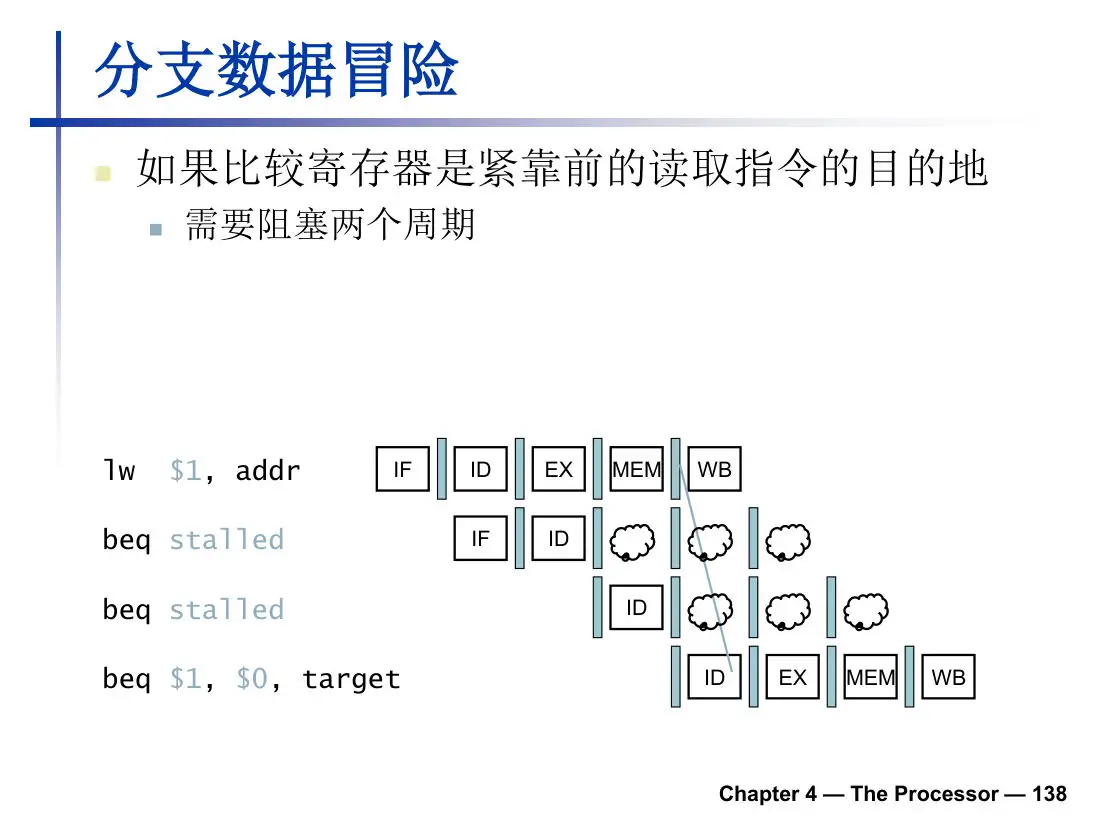 分支数据冒险
如果比较寄存器是紧靠前的读取指令的目的地
需要阻塞两个周期
lw $1, addr IF ID EX MEM WB
beq stalled IF ID
beq stalled ID
beq $1, $0, target ID EX MEM WB
Chapter 4 — The Processor — 138